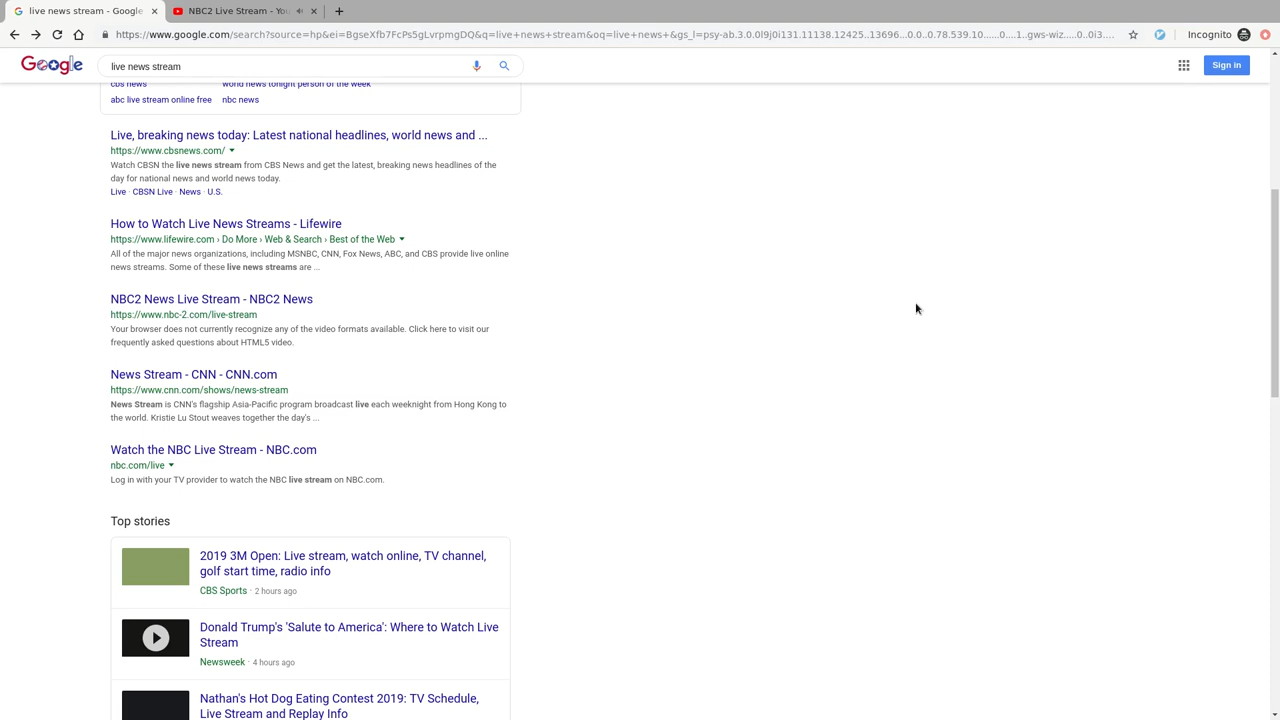 live news stream - Google
NBC2 Live Stream - You
https://www.google.com/search?source=hp&ei=BgseXfb7FcPs5gLvrpmgDQ&q=live+news+stream&oq=live+news+&gs_l=psy-ab.3.0.0l9j0i131.11138.12425..13696...0.0..0.78.539.10......0....1..gws-wiz.....0..0i3....
Incognito
Google
live news stream
Sign in
cbs news world news tonight person of the week
abc live stream online free nbc news
Live, breaking news today: Latest national headlines, world news and ...
https://www.cbsnews.com/
Watch CBSN the live news stream from CBS News and get the latest, breaking news headlines of the
day for national news and world news today.
Live · CBSN Live · News · U.S.
How to Watch Live News Streams - Lifewire
https://www.lifewire.com › Do More › Web & Search › Best of the Web
All of the major news organizations, including MSNBC, CNN, Fox News, ABC, and CBS provide live online
news streams. Some of these live news streams are ...
NBC2 News Live Stream - NBC2 News
https://www.nbc-2.com/live-stream
Your browser does not currently recognize any of the video formats available. Click here to visit our
frequently asked questions about HTML5 video.
News Stream - CNN - CNN.com
https://www.cnn.com/shows/news-stream
News Stream is CNN's flagship Asia-Pacific program broadcast live each weeknight from Hong Kong to
the world. Kristie Lu Stout weaves together the day's ...
Watch the NBC Live Stream - NBC.com
nbc.com/live
Log in with your TV provider to watch the NBC live stream on NBC.com.
Top stories
2019 3M Open: Live stream, watch online, TV channel,
golf start time, radio info
CBS Sports · 2 hours ago
Donald Trump's 'Salute to America': Where to Watch Live
Stream
Newsweek · 4 hours ago
Nathan's Hot Dog Eating Contest 2019: TV Schedule,
Live Stream and Replay Info